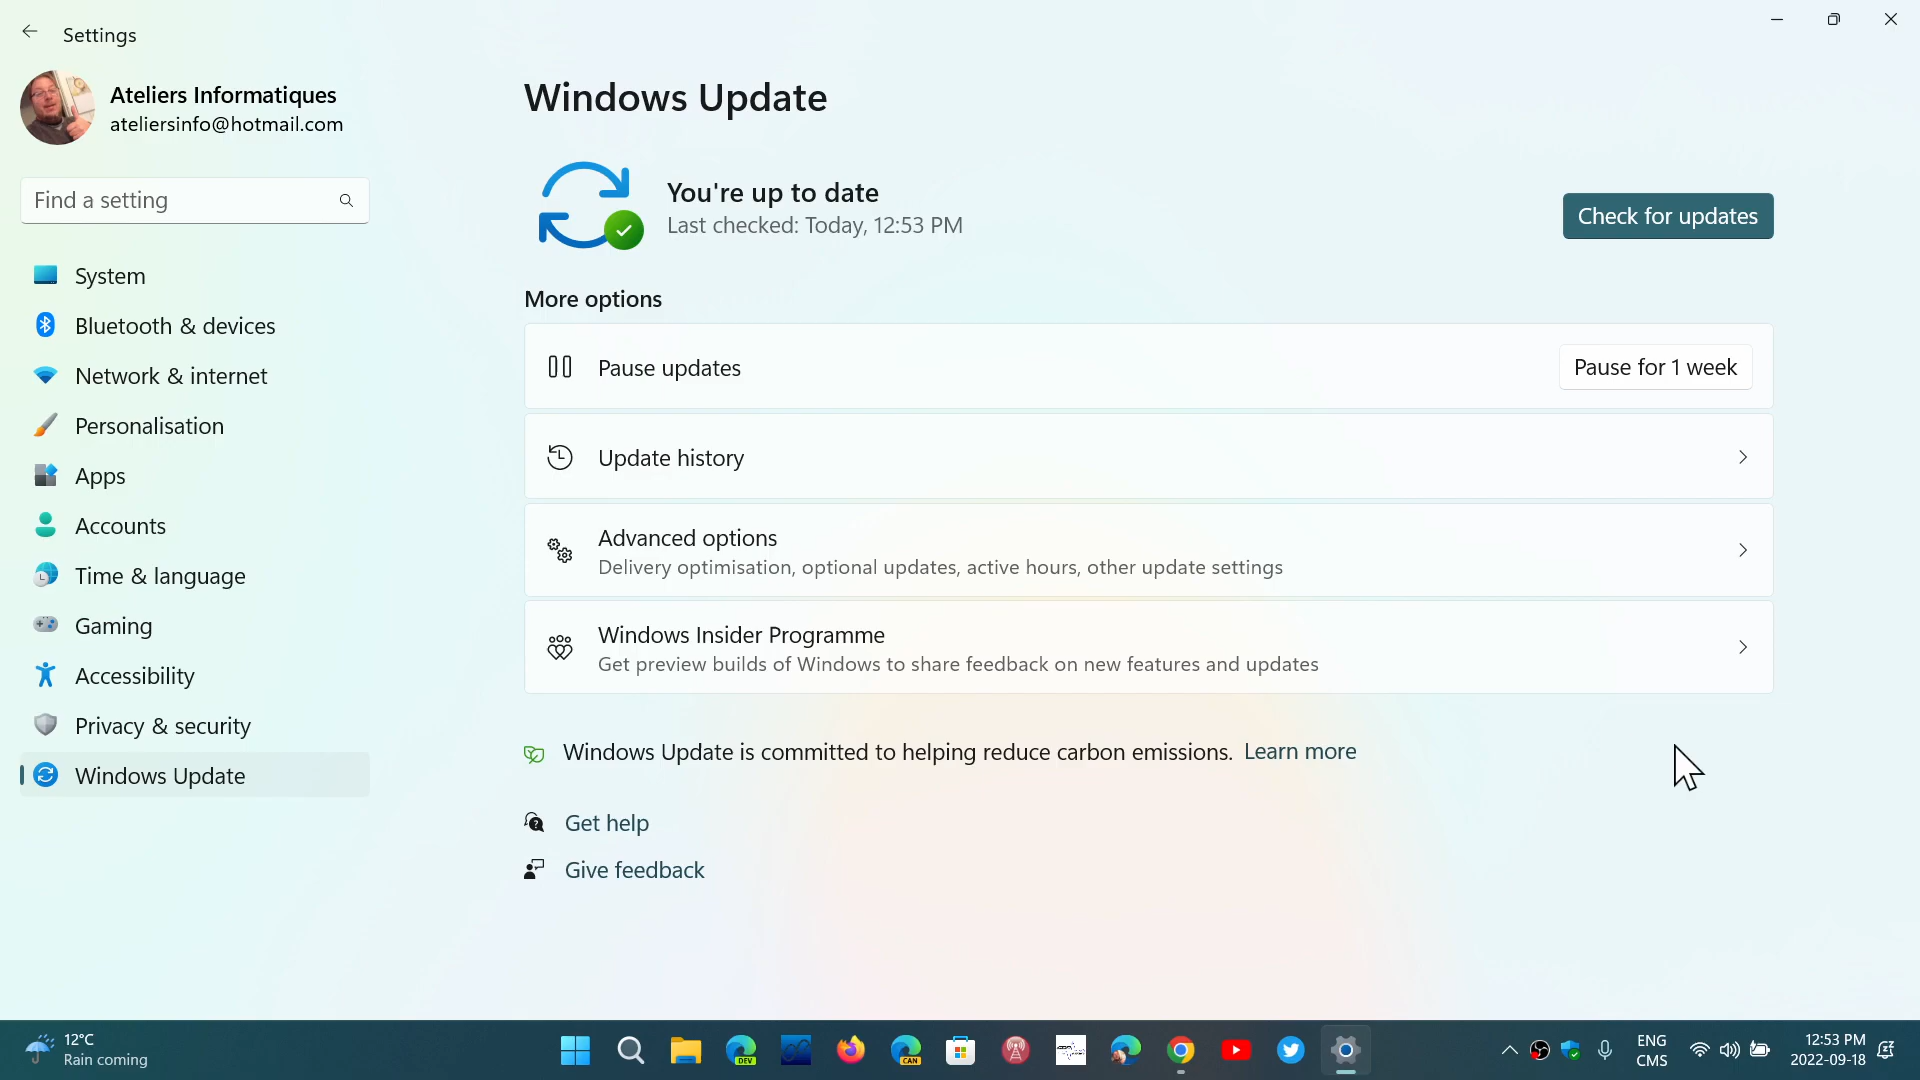 Settings
Ateliers Informatiques
ateliersinfo@hotmail.com
Find a setting
System
Bluetooth & devices
Network & internet
Personalisation
Apps
Accounts
Time & language
Gaming
Accessibility
Privacy & security
Windows Update
Windows Update
You're up to date
Last checked: Today, 12:53 PM
Check for updates
More options
Pause updates
Pause for 1 week
Update history
Advanced options
Delivery optimisation, optional updates, active hours, other update settings
Windows Insider Programme
Get preview builds of Windows to share feedback on new features and updates
Windows Update is committed to helping reduce carbon emissions. Learn more
Get help
Give feedback
12°C
Rain coming
DEV
CAN
ENG
CMS
12:53 PM
2022-09-18